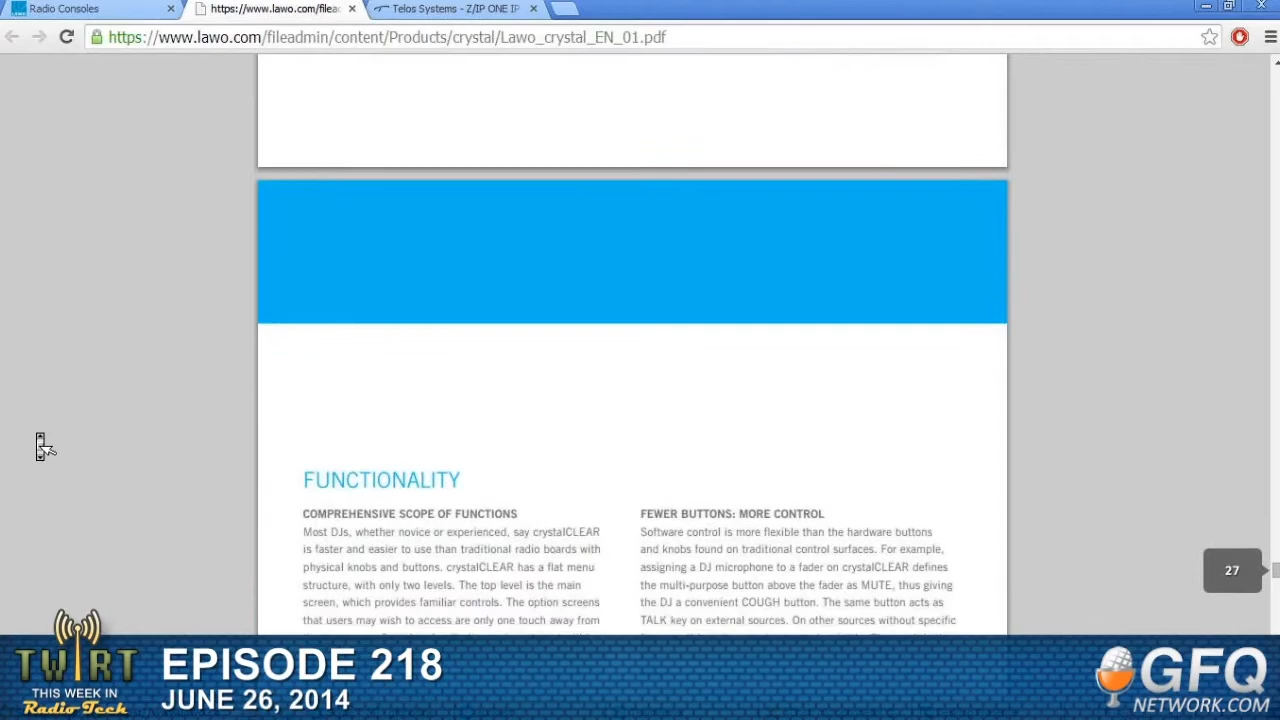 Radio Consoles
https://www.lawo.com/filea
Telos Systems - Z/IP ONE IP
https://www.lawo.com/fileadmin/content/Products/crystal/Lawo_crystal_EN_01.pdf
FUNCTIONALITY
COMPREHENSIVE SCOPE OF FUNCTIONS
Most DJs, whether novice or experienced, say crystalCLEAR
is faster and easier to use than traditional radio boards with
physical knobs and buttons. crystalCLEAR has a flat menu
structure, with only two levels. The top level is the main
screen, which provides familiar controls. The option screens
that users may wish to access are only one touch away from
FEWER BUTTONS: MORE CONTROL
Software control is more flexible than the hardware buttons
and knobs found on traditional control surfaces. For example,
assigning a DJ microphone to a fader on crystalCLEAR defines
the multi-purpose button above the fader as MUTE, thus giving
the DJ a convenient COUGH button. The same button acts as
TALK key on external sources. On other sources without specific
27
TWiRT
THIS WEEK IN
Radio Tech
EPISODE 218
JUNE 26, 2014
GFQ
NETWORK.COM